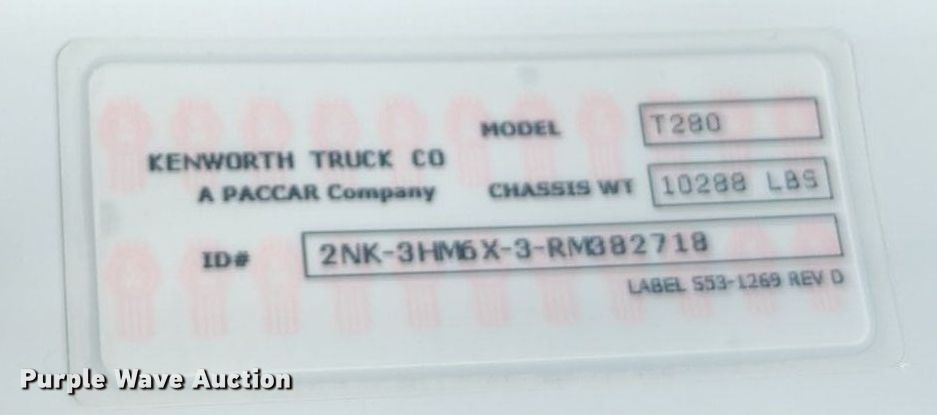 MODEL T280
KENWORTH TRUCK CO
A PACCAR Company
CHASSIS WT 10288 LBS
ID# 2NK-3HM6X-3-RM382718
LABEL S53-1269 REV D
Purple Wave Auction